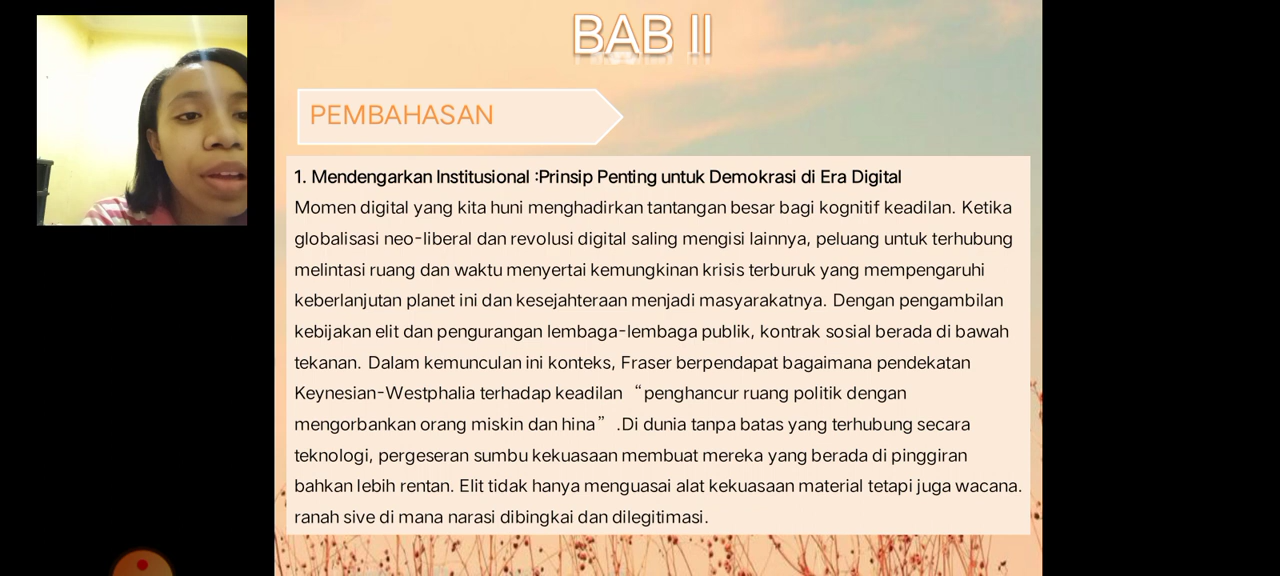 BAB II
PEMBAHASAN
1. Mendengarkan Institusional :Prinsip Penting untuk Demokrasi di Era Digital
Momen digital yang kita huni menghadirkan tantangan besar bagi kognitif keadilan. Ketika
globalisasi neo-liberal dan revolusi digital saling mengisi lainnya, peluang untuk terhubung
melintasi ruang dan waktu menyertai kemungkinan krisis terburuk yang mempengaruhi
keberlanjutan planet ini dan kesejahteraan menjadi masyarakatnya. Dengan pengambilan
kebijakan elit dan pengurangan lembaga-lembaga publik, kontrak sosial berada di bawah
tekanan. Dalam kemunculan ini konteks, Fraser berpendapat bagaimana pendekatan
Keynesian-Westphalia terhadap keadilan “penghancur ruang politik dengan
mengorbankan orang miskin dan hina” .Di dunia tanpa batas yang terhubung secara
teknologi, pergeseran sumbu kekuasaan membuat mereka yang berada di pinggiran
bahkan lebih rentan. Elit tidak hanya menguasai alat kekuasaan material tetapi juga wacana.
ranah sive di mana narasi dibingkai dan dilegitimasi.